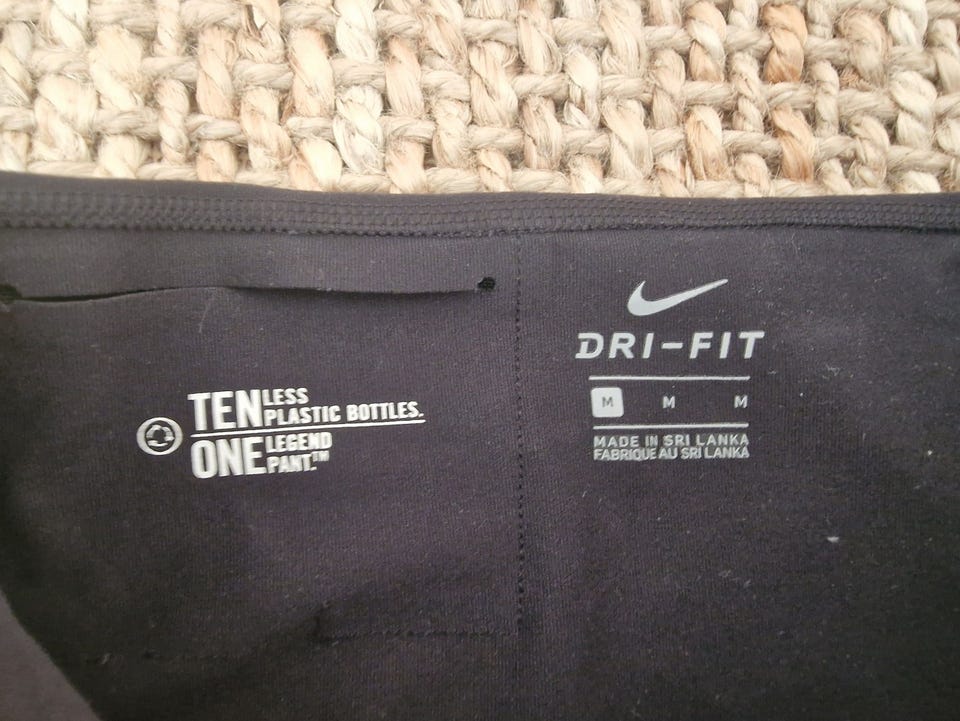 TEN LESS
PLASTIC BOTTLES.
ONE LEGEND
PANT.™
DRI-FIT
M M M
MADE IN SRI LANKA
FABRIQUE AU SRI LANKA